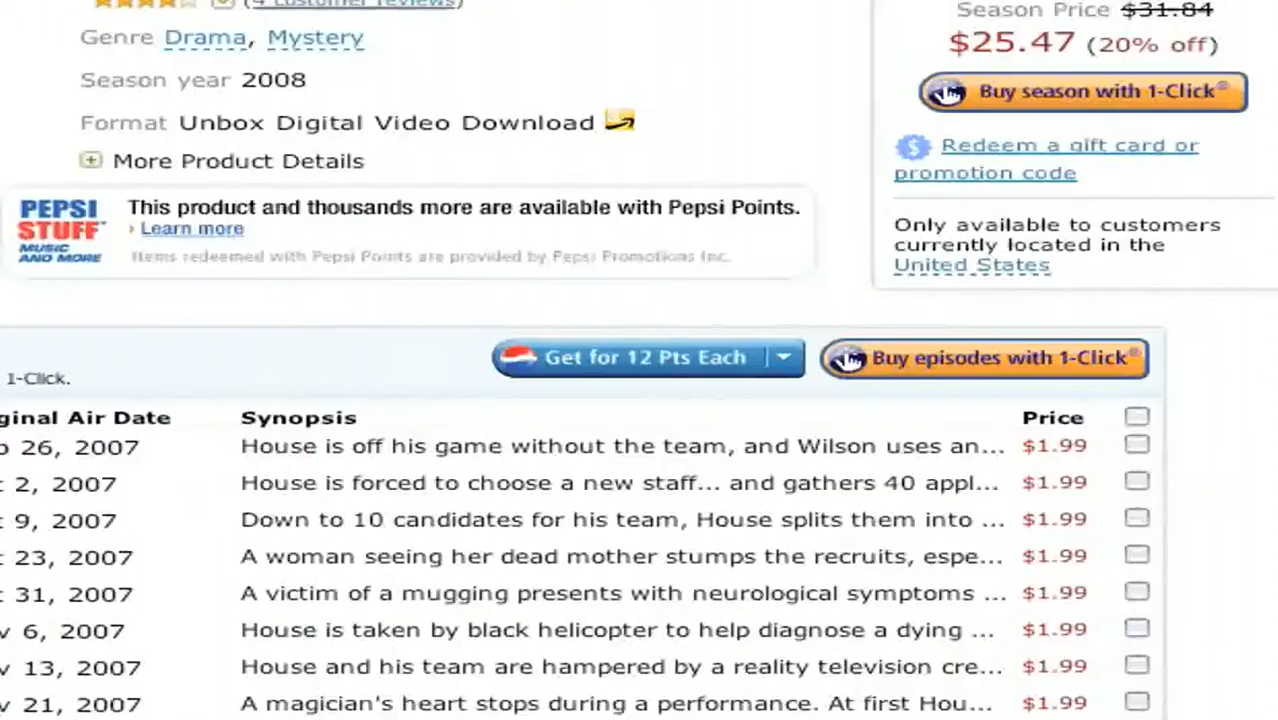 (4 customer reviews)
Genre Drama, Mystery
Season year 2008
Format Unbox Digital Video Download
More Product Details
Season Price $31.84
$25.47 (20% off)
Buy season with 1-Click®
Redeem a gift card or
promotion code
Only available to customers
currently located in the
United States
PEPSI
STUFF
MUSIC
AND MORE
This product and thousands more are available with Pepsi Points.
› Learn more
Items redeemed with Pepsi Points are provided by Pepsi Promotions Inc.
1-Click.
Get for 12 Pts Each
Buy episodes with 1-Click®
ginal Air Date Synopsis Price
26, 2007 House is off his game without the team, and Wilson uses an... $1.99
2, 2007 House is forced to choose a new staff... and gathers 40 appl... $1.99
9, 2007 Down to 10 candidates for his team, House splits them into ... $1.99
23, 2007 A woman seeing her dead mother stumps the recruits, espe... $1.99
31, 2007 A victim of a mugging presents with neurological symptoms ... $1.99
6, 2007 House is taken by black helicopter to help diagnose a dying ... $1.99
13, 2007 House and his team are hampered by a reality television cre... $1.99
21, 2007 A magician's heart stops during a performance. At first Hou... $1.99